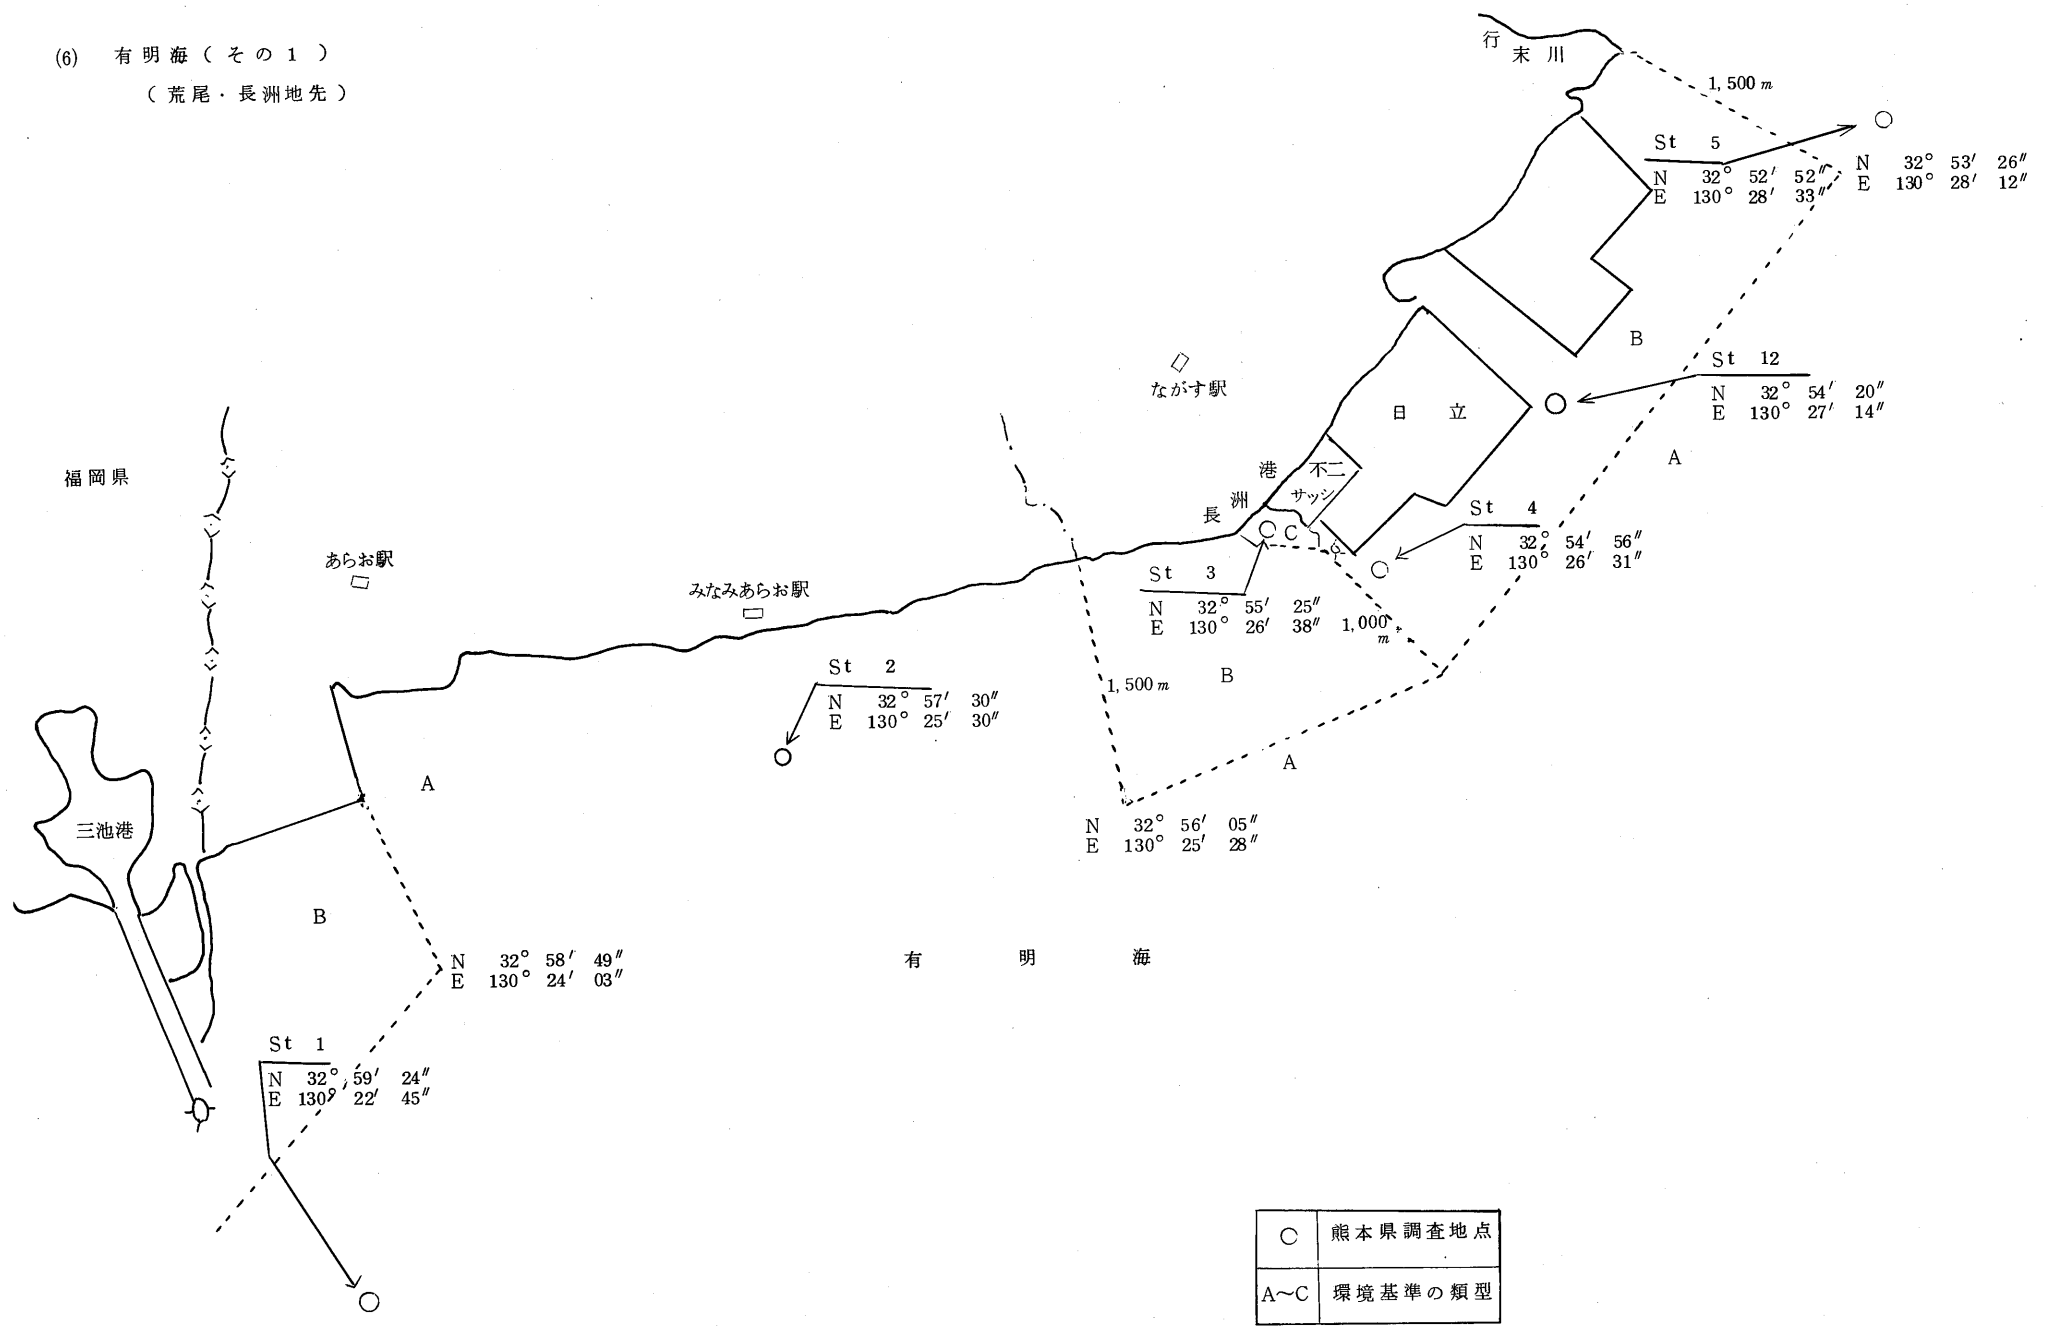 (6) 有明海(その1)
(荒尾・長洲地先)
行末川
1,500m
St 5
N 32° 52′ 52″
E 130° 28′ 33″
N 32° 53′ 26″
E 130° 28′ 12″
B
St 12
N 32° 54′ 20″
E 130° 27′ 14″
ながす駅
日立
A
福岡県
長洲港
不二
サッシ
C
St 4
N 32° 54′ 56″
E 130° 26′ 31″
あらお駅
みなみあらお駅
St 3
N 32° 55′ 25″
E 130° 26′ 38″
1,000
m
St 2
N 32° 57′ 30″
E 130° 25′ 30″
1,500m
B
A
A
三池港
N 32° 56′ 05″
E 130° 25′ 28″
B
N 32° 58′ 49″
E 130° 24′ 03″
有明海
St 1
N 32° 59′ 24″
E 130° 22′ 45″
○ 熊本県調査地点
A〜C 環境基準の類型